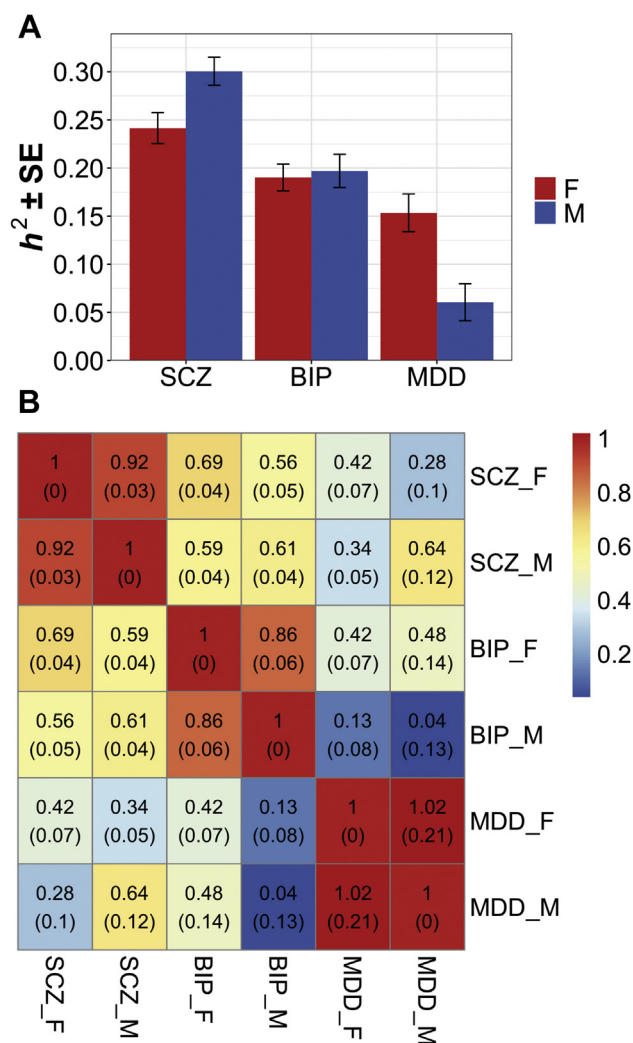 A
h² ± SE
0.30
0.25
0.20
0.15
0.10
0.05
0.00
SCZ BIP MDD
F
M
B
1 0.92 0.69 0.56 0.42 0.28
(0) (0.03) (0.04) (0.05) (0.07) (0.1)
SCZ_F
0.92 1 0.59 0.61 0.34 0.64
(0.03) (0) (0.04) (0.04) (0.05) (0.12)
SCZ_M
0.69 0.59 1 0.86 0.42 0.48
(0.04) (0.04) (0) (0.06) (0.07) (0.14)
BIP_F
0.56 0.61 0.86 1 0.13 0.04
(0.05) (0.04) (0.06) (0) (0.08) (0.13)
BIP_M
0.42 0.34 0.42 0.13 1 1.02
(0.07) (0.05) (0.07) (0.08) (0) (0.21)
MDD_F
0.28 0.64 0.48 0.04 1.02 1
(0.1) (0.12) (0.14) (0.13) (0.21) (0)
MDD_M
SCZ_F SCZ_M BIP_F BIP_M MDD_F MDD_M
1
0.8
0.6
0.4
0.2